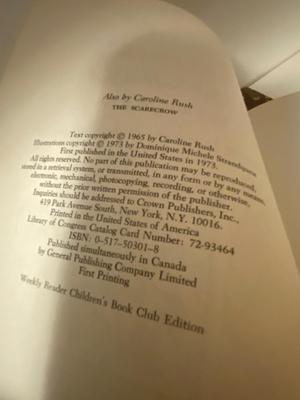 Also by Caroline Rush
THE SCARECROW
Text copyright © 1965 by Caroline Rush
Illustrations copyright © 1973 by Dominique Michele Strandquest
First published in the United States in 1973.
All rights reserved. No part of this publication may be reproduced,
stored in a retrieval system, or transmitted, in any form or by any means,
electronic, mechanical, photocopying, recording, or otherwise,
without the prior written permission of the publisher.
Inquiries should be addressed to Crown Publishers, Inc.,
419 Park Avenue South, New York, N.Y. 10016.
Printed in the United States of America
Library of Congress Catalog Card Number: 72-93464
ISBN: 0-517-50301-8
Published simultaneously in Canada
by General Publishing Company Limited
First Printing
Weekly Reader Children's Book Club Edition